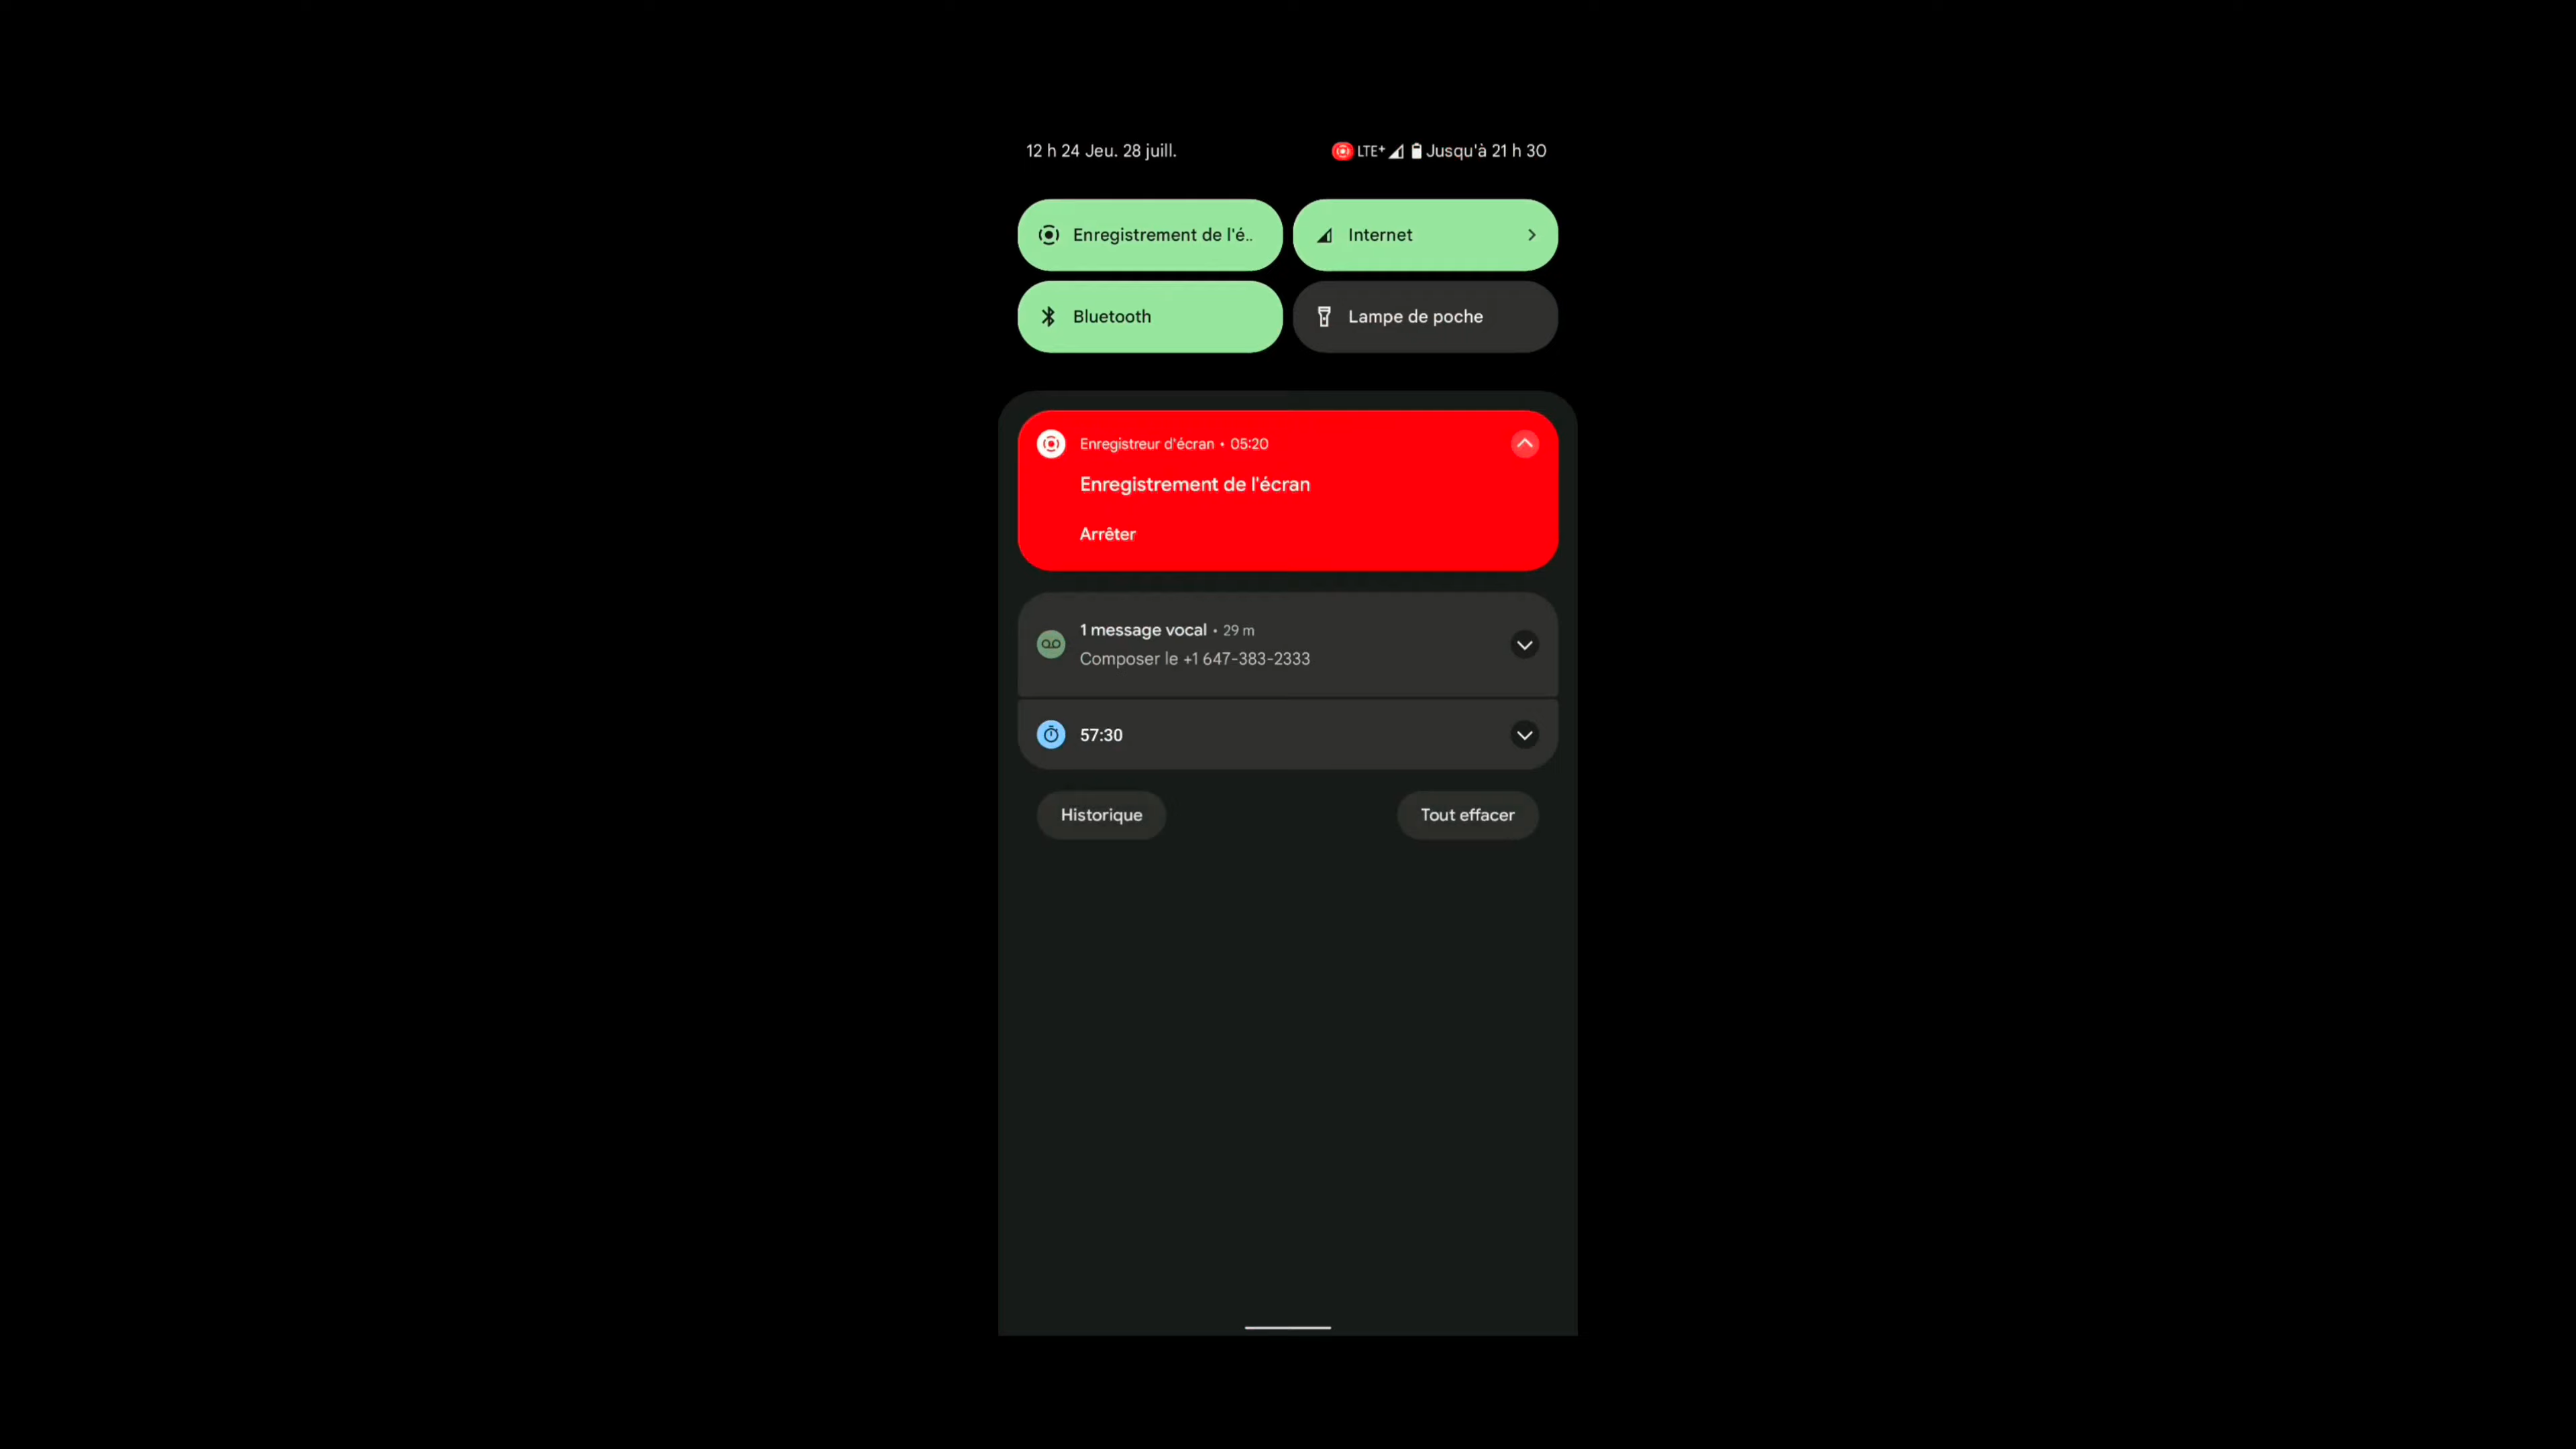 12 h 24 Jeu. 28 juill.
LTE+ Jusqu'à 21 h 30
Enregistrement de l'é..
Internet
Bluetooth
Lampe de poche
Enregistreur d'écran • 05:20
Enregistrement de l'écran
Arrêter
1 message vocal • 29 m
Composer le +1 647-383-2333
57:30
Historique
Tout effacer